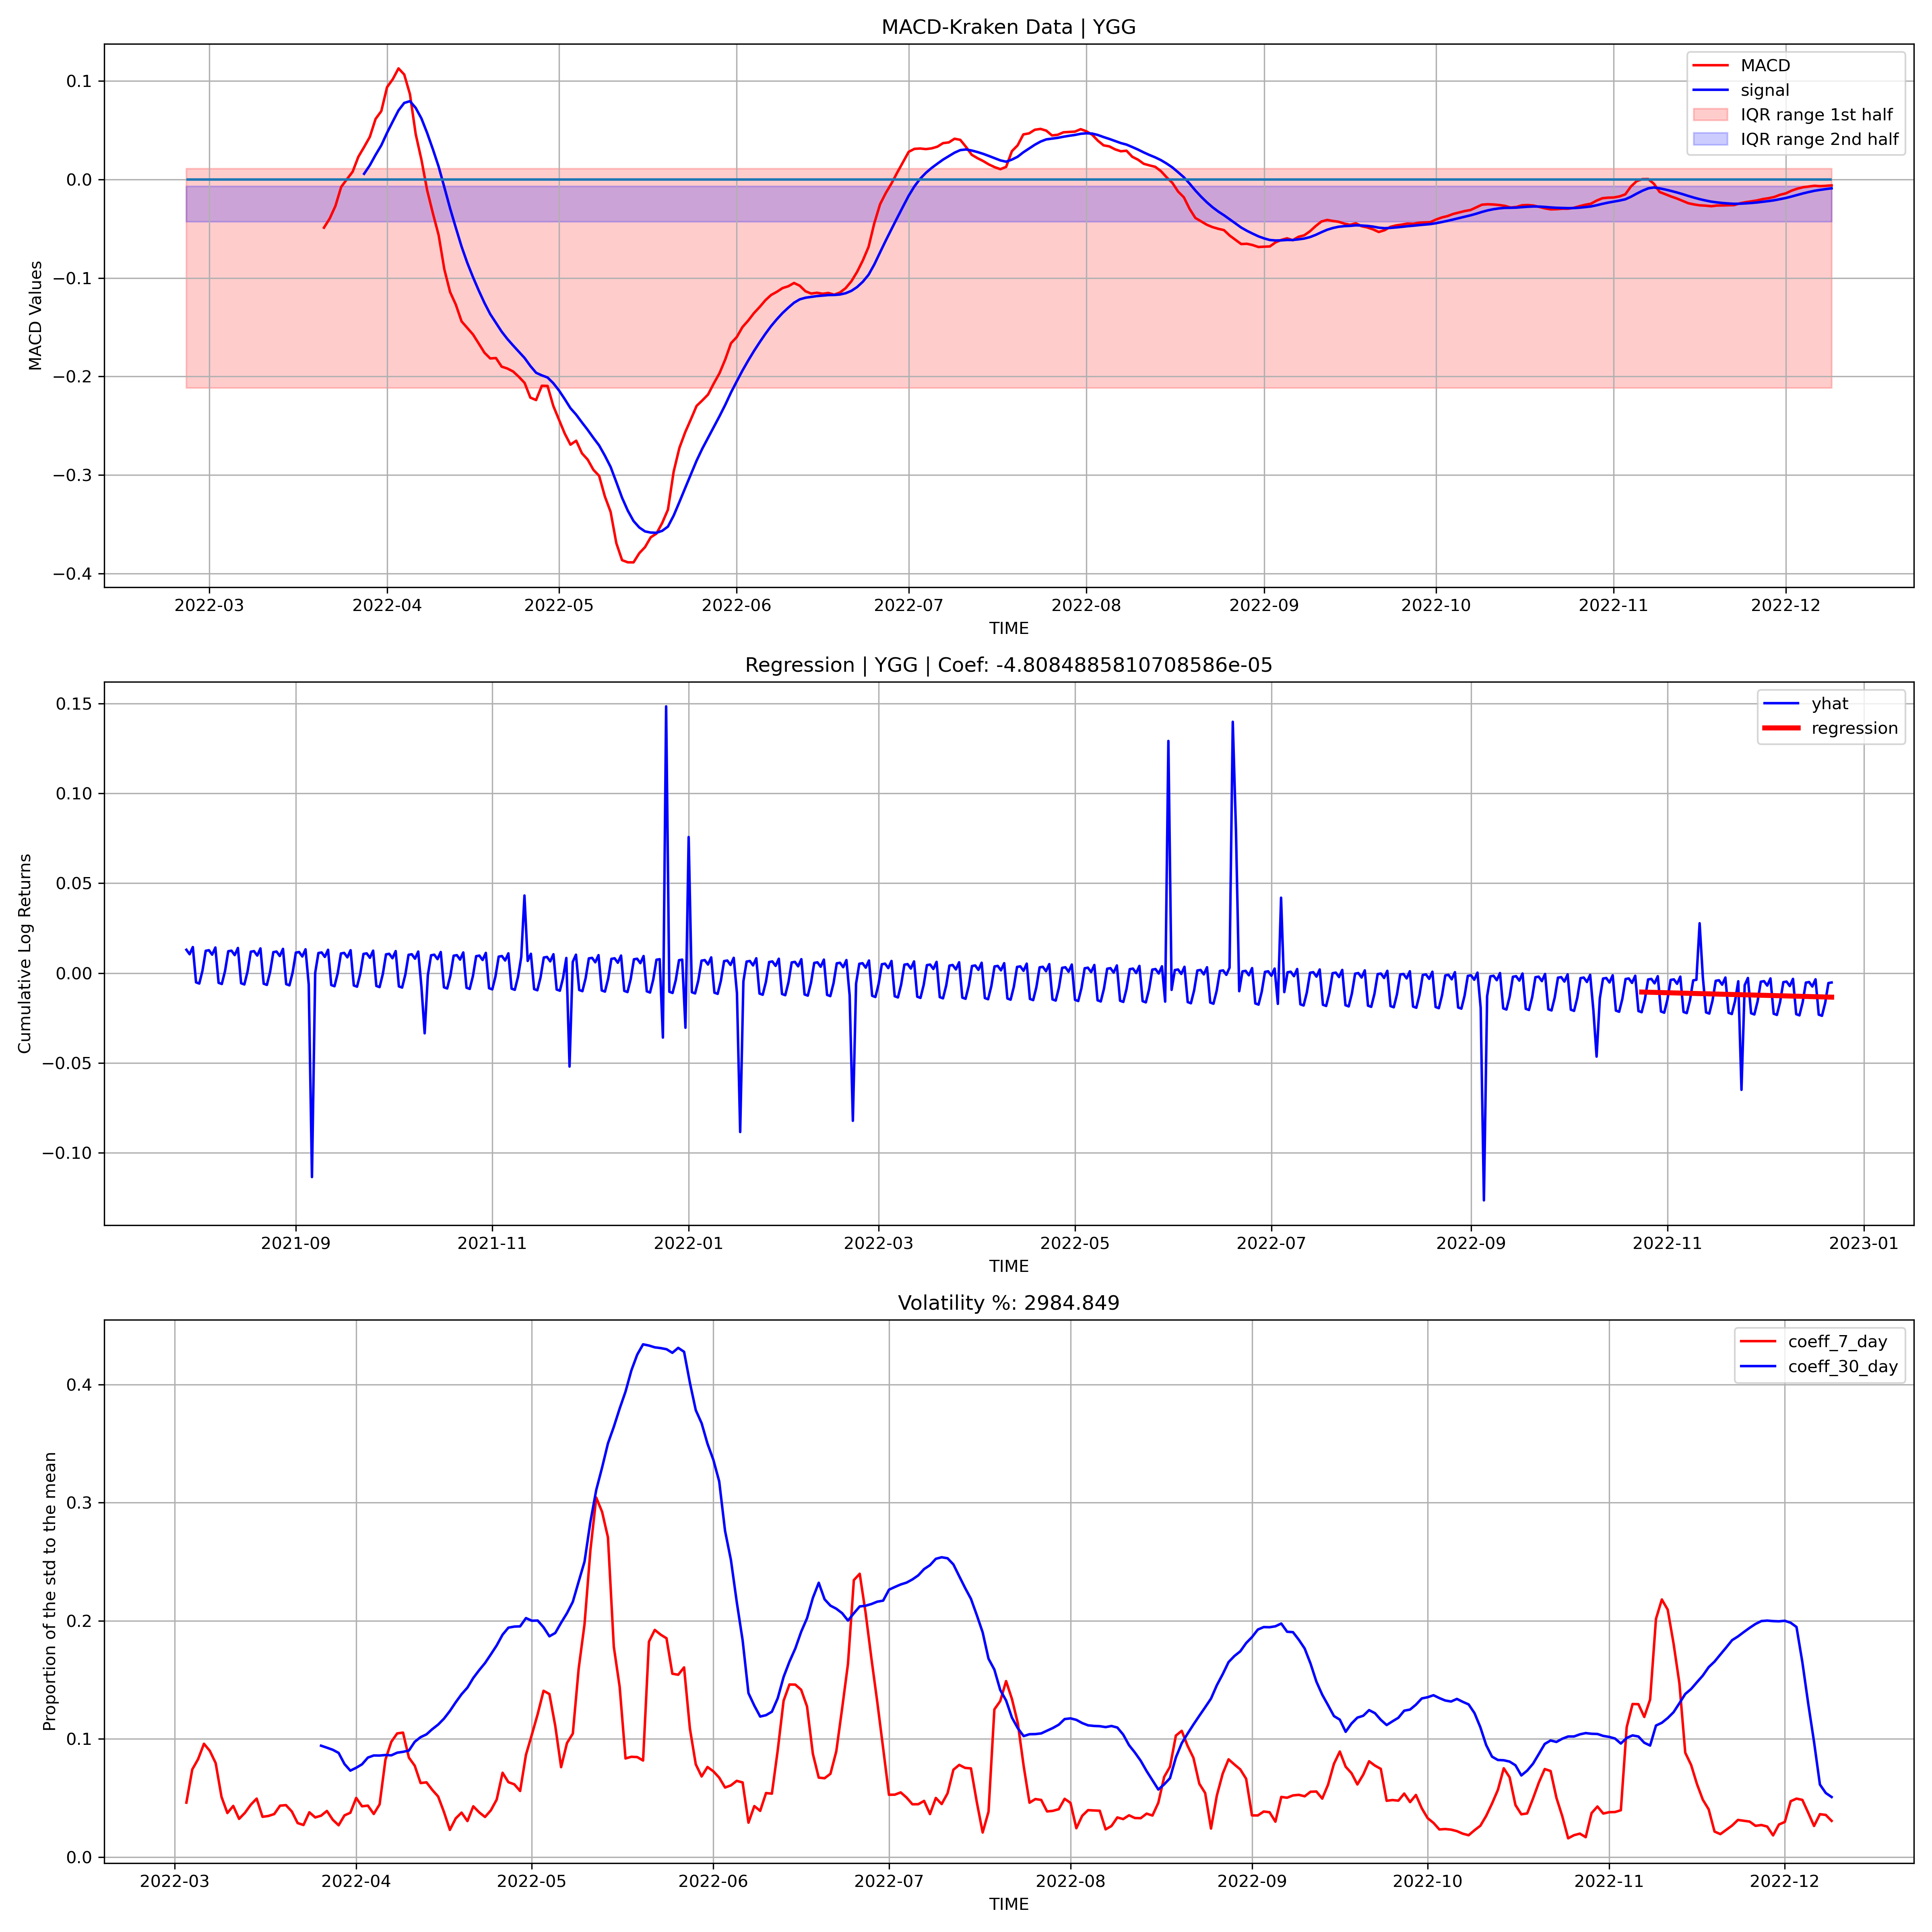 MACD-Kraken Data | YGG
MACD
signal
IQR range 1st half
IQR range 2nd half
MACD Values
0.1
0.0
−0.1
−0.2
−0.3
−0.4
2022-03 2022-04 2022-05 2022-06 2022-07 2022-08 2022-09 2022-10 2022-11 2022-12
TIME
Regression | YGG | Coef: -4.8084885810708586e-05
yhat
regression
Cumulative Log Returns
0.15
0.10
0.05
0.00
−0.05
−0.10
2021-09 2021-11 2022-01 2022-03 2022-05 2022-07 2022-09 2022-11 2023-01
TIME
Volatility %: 2984.849
coeff_7_day
coeff_30_day
Proportion of the std to the mean
0.4
0.3
0.2
0.1
0.0
2022-03 2022-04 2022-05 2022-06 2022-07 2022-08 2022-09 2022-10 2022-11 2022-12
TIME